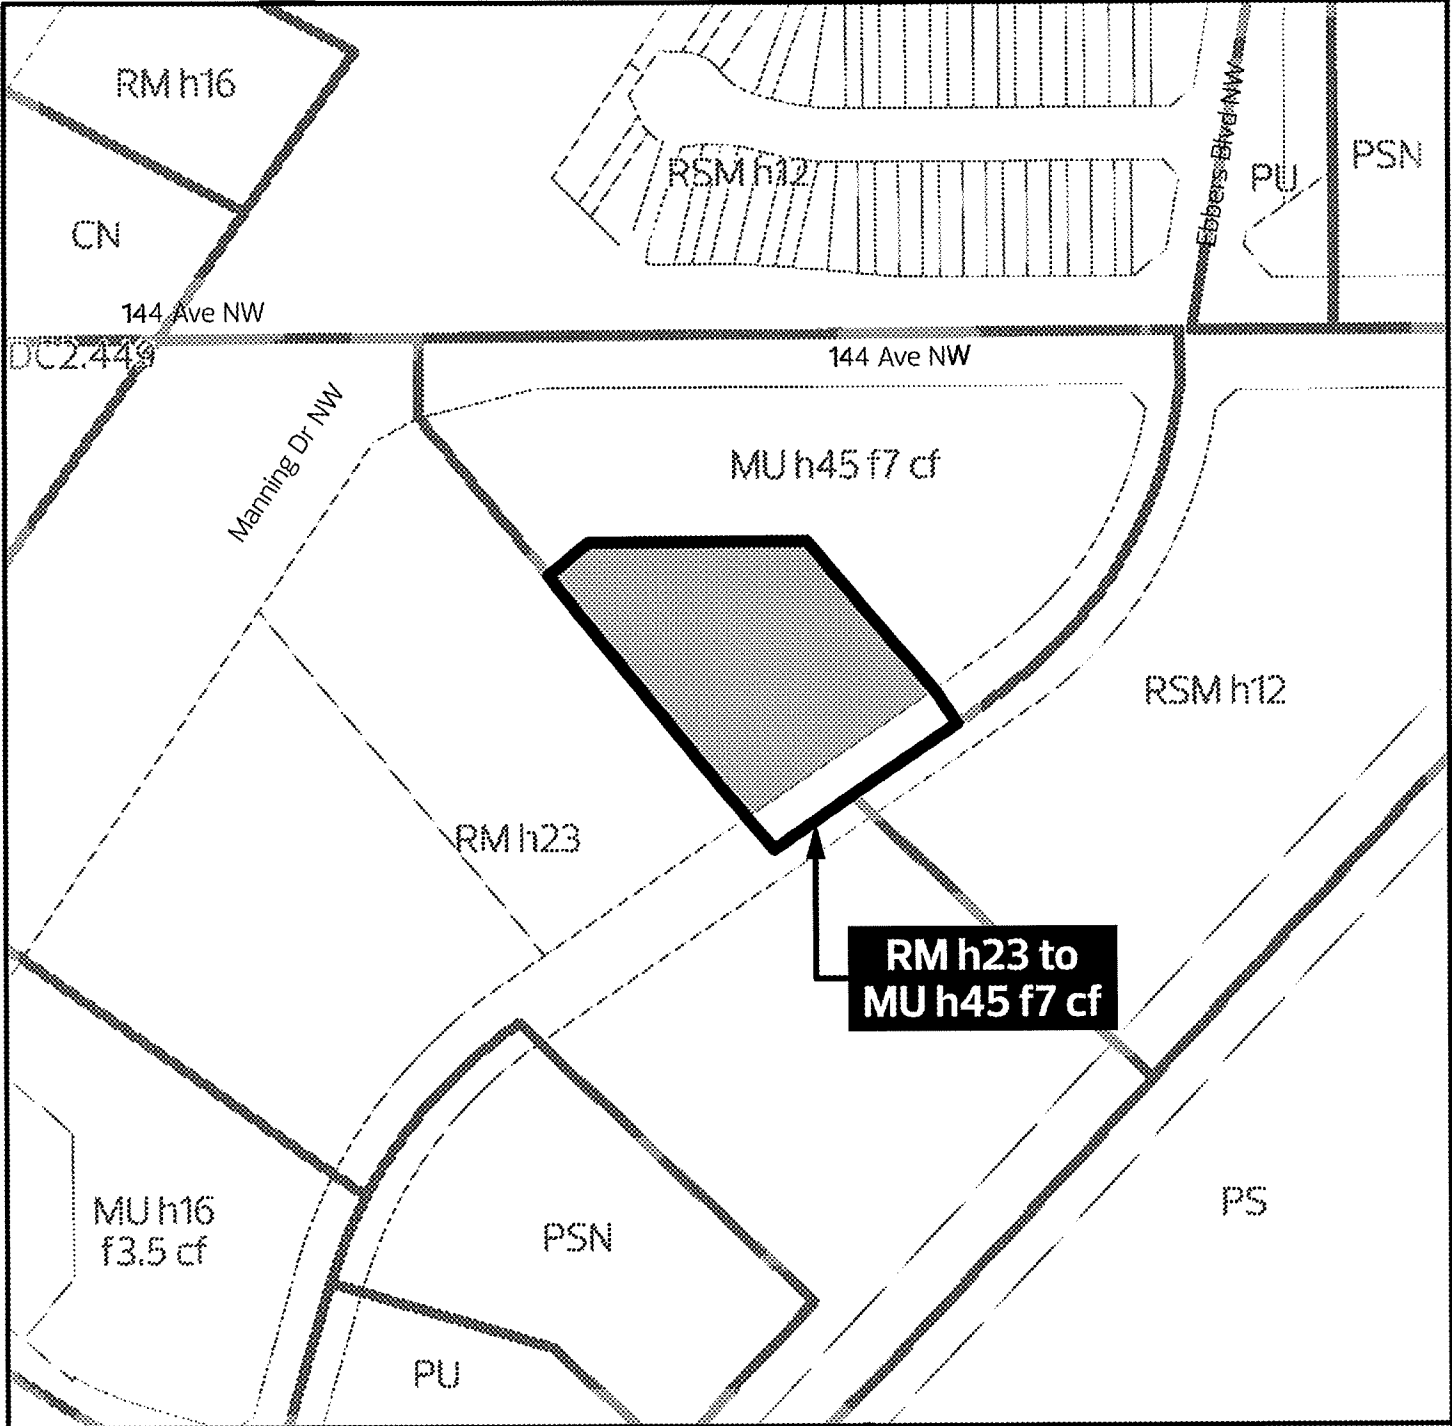 RM h16
RSM h12
Ebbers Blvd NW
PU
PSN
CN
144 Ave NW
DC2.449
144 Ave NW
Manning Dr NW
MU h45 f7 cf
RSM h12
RM h23
RM h23 to
MU h45 f7 cf
MU h16
f3.5 cf
PSN
PS
PU